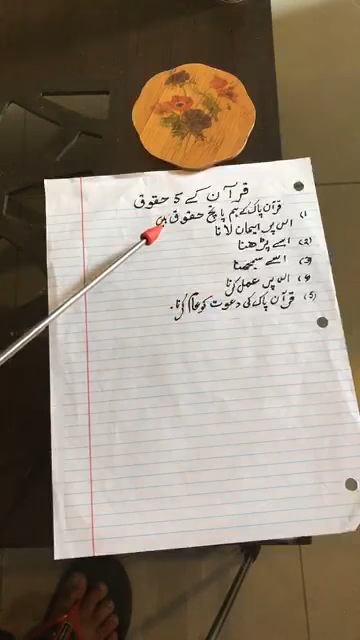 قرآن کے 5 حقوق
قرآن پاک کے ہم پانچ حقوق ہیں
1) اس پر ایمان لانا
(2) اسے پڑھنا
(3) اسے سمجھنا
(4 اس پر عمل کرنا
(5) قرآن پاک کی دعوت کو عام کرنا۔